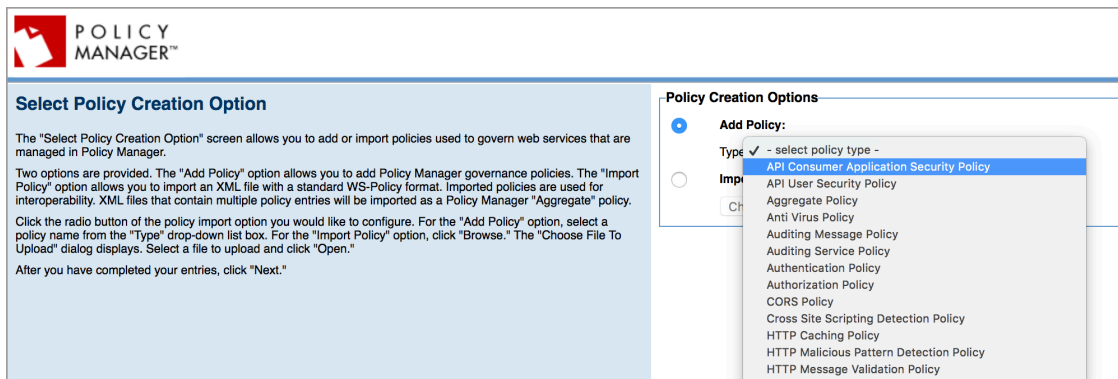 POLICY
MANAGER™
Select Policy Creation Option
The "Select Policy Creation Option" screen allows you to add or import policies used to govern web services that are
managed in Policy Manager.
Two options are provided. The "Add Policy" option allows you to add Policy Manager governance policies. The "Import
Policy" option allows you to import an XML file with a standard WS-Policy format. Imported policies are used for
interoperability. XML files that contain multiple policy entries will be imported as a Policy Manager "Aggregate" policy.
Click the radio button of the policy import option you would like to configure. For the "Add Policy" option, select a
policy name from the "Type" drop-down list box. For the "Import Policy" option, click "Browse." The "Choose File To
Upload" dialog displays. Select a file to upload and click "Open."
After you have completed your entries, click "Next."
Policy Creation Options
Add Policy:
Type ✓ - select policy type -
API Consumer Application Security Policy
Impo
API User Security Policy
Aggregate Policy
Ch
Anti Virus Policy
Auditing Message Policy
Auditing Service Policy
Authentication Policy
Authorization Policy
CORS Policy
Cross Site Scripting Detection Policy
HTTP Caching Policy
HTTP Malicious Pattern Detection Policy
HTTP Message Validation Policy